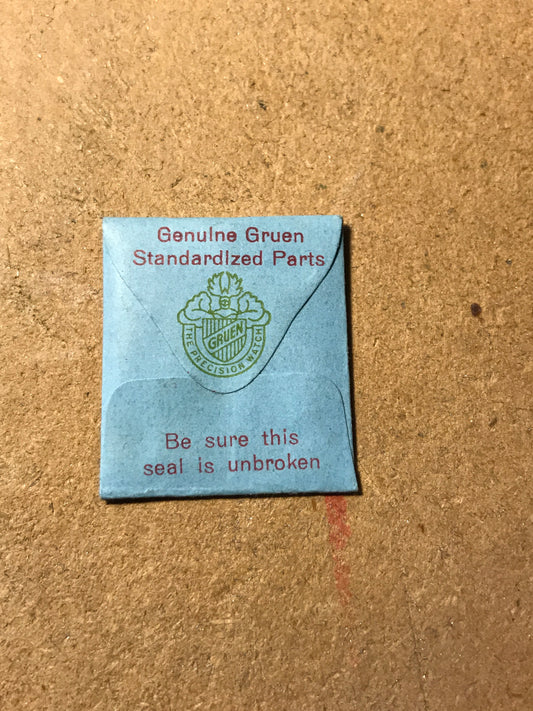 Genuine Gruen
Standardized Parts
GRUEN
THE PRECISION WATCH
Be sure this
seal is unbroken